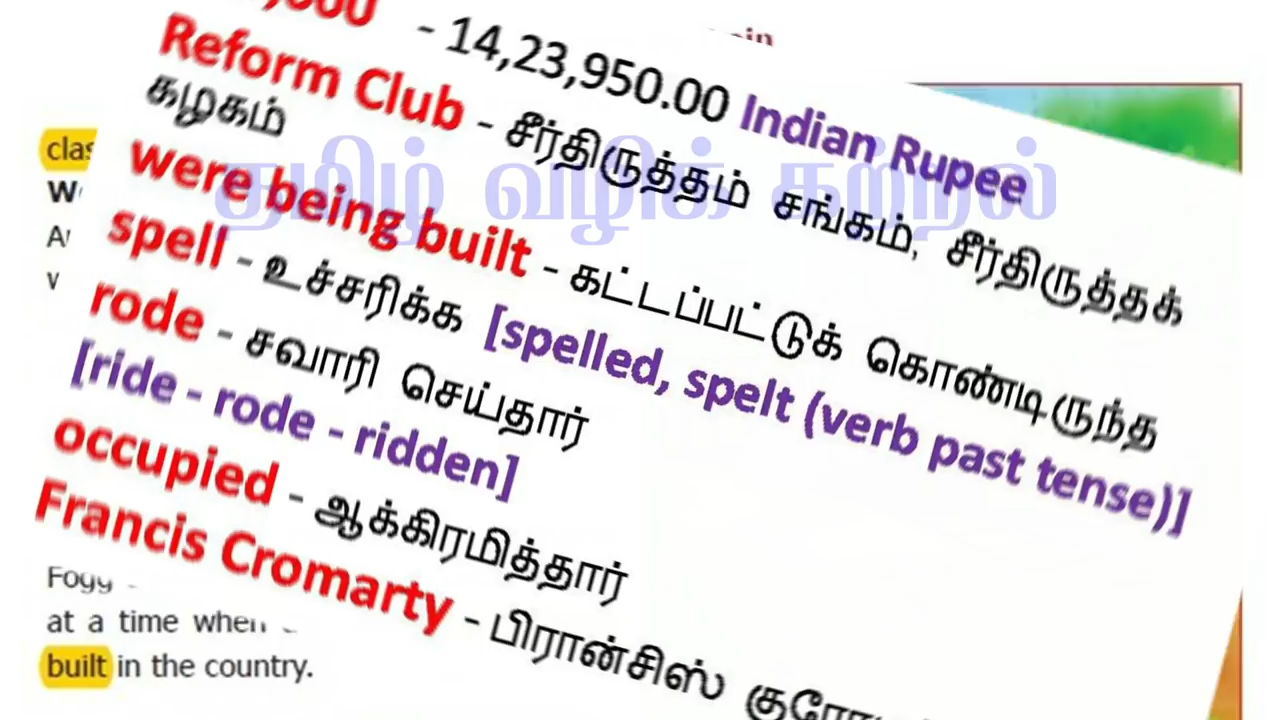 - 14,23,950.00 Indian Rupee
Reform Club - சீர்திருத்தம் சங்கம், சீர்திருத்தக்
கழகம்
were being built - கட்டப்பட்டுக் கொண்டிருந்த
spell - உச்சரிக்க [spelled, spelt (verb past tense)]
rode - சவாரி செய்தார்
[ride - rode - ridden]
occupied - ஆக்கிரமித்தார்
Francis Cromarty - பிரான்சிஸ்
தமிழ் வழிக் கற்றல்
Fogg
at a time when
built in the country.